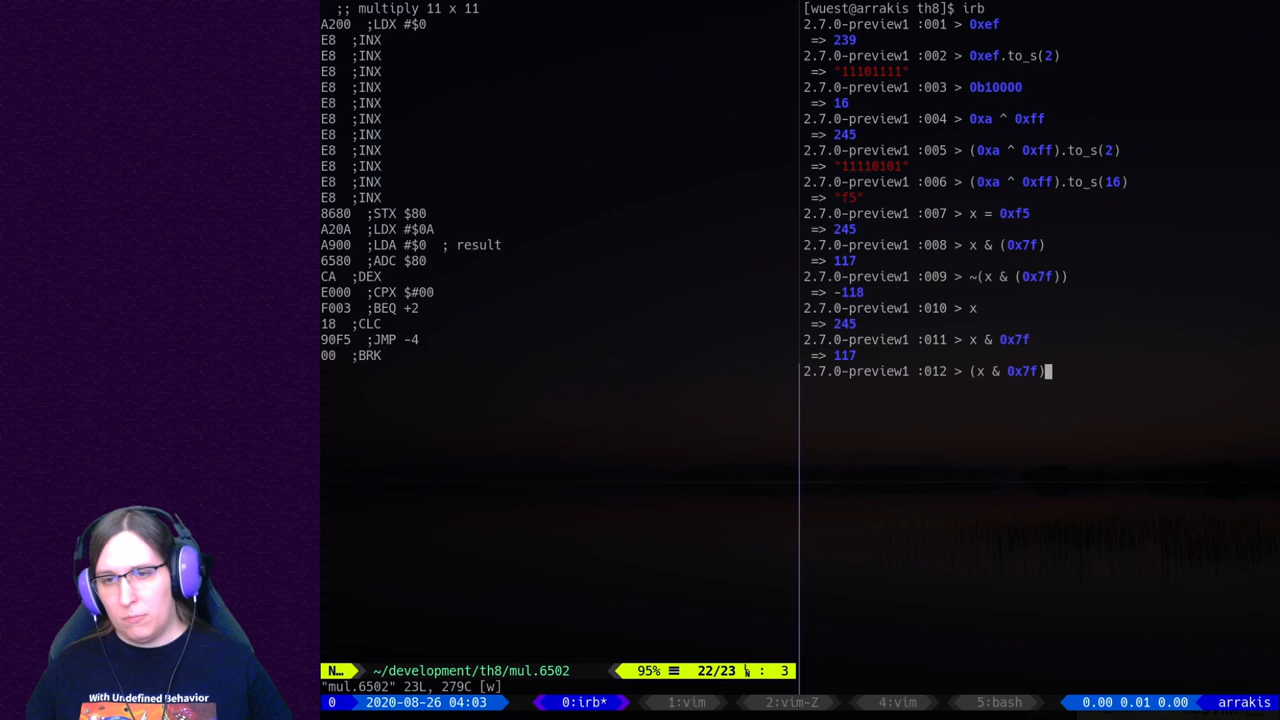 ;; multiply 11 x 11
A200  ;LDX #$0
E8  ;INX
E8  ;INX
E8  ;INX
E8  ;INX
E8  ;INX
E8  ;INX
E8  ;INX
E8  ;INX
E8  ;INX
E8  ;INX
E8  ;INX
8680  ;STX $80
A20A  ;LDX #$0A
A900  ;LDA #$0  ; result
6580  ;ADC $80
CA  ;DEX
E000  ;CPX $#00
F003  ;BEQ +2
18  ;CLC
90F5  ;JMP -4
00  ;BRK
N… ~/development/th8/mul.6502 95% 22/23 : 3
"mul.6502" 23L, 279C [w]
[wuest@arrakis th8]$ irb
2.7.0-preview1 :001 > 0xef
=> 239
2.7.0-preview1 :002 > 0xef.to_s(2)
=> "11101111"
2.7.0-preview1 :003 > 0b10000
=> 16
2.7.0-preview1 :004 > 0xa ^ 0xff
=> 245
2.7.0-preview1 :005 > (0xa ^ 0xff).to_s(2)
=> "11110101"
2.7.0-preview1 :006 > (0xa ^ 0xff).to_s(16)
=> "f5"
2.7.0-preview1 :007 > x = 0xf5
=> 245
2.7.0-preview1 :008 > x & (0x7f)
=> 117
2.7.0-preview1 :009 > ~(x & (0x7f))
=> -118
2.7.0-preview1 :010 > x
=> 245
2.7.0-preview1 :011 > x & 0x7f
=> 117
2.7.0-preview1 :012 > (x & 0x7f)
With Undefined Behavior
0 2020-08-26 04:03 0:irb* 1:vim 2:vim-Z 4:vim 5:bash 0.00 0.01 0.00 arrakis